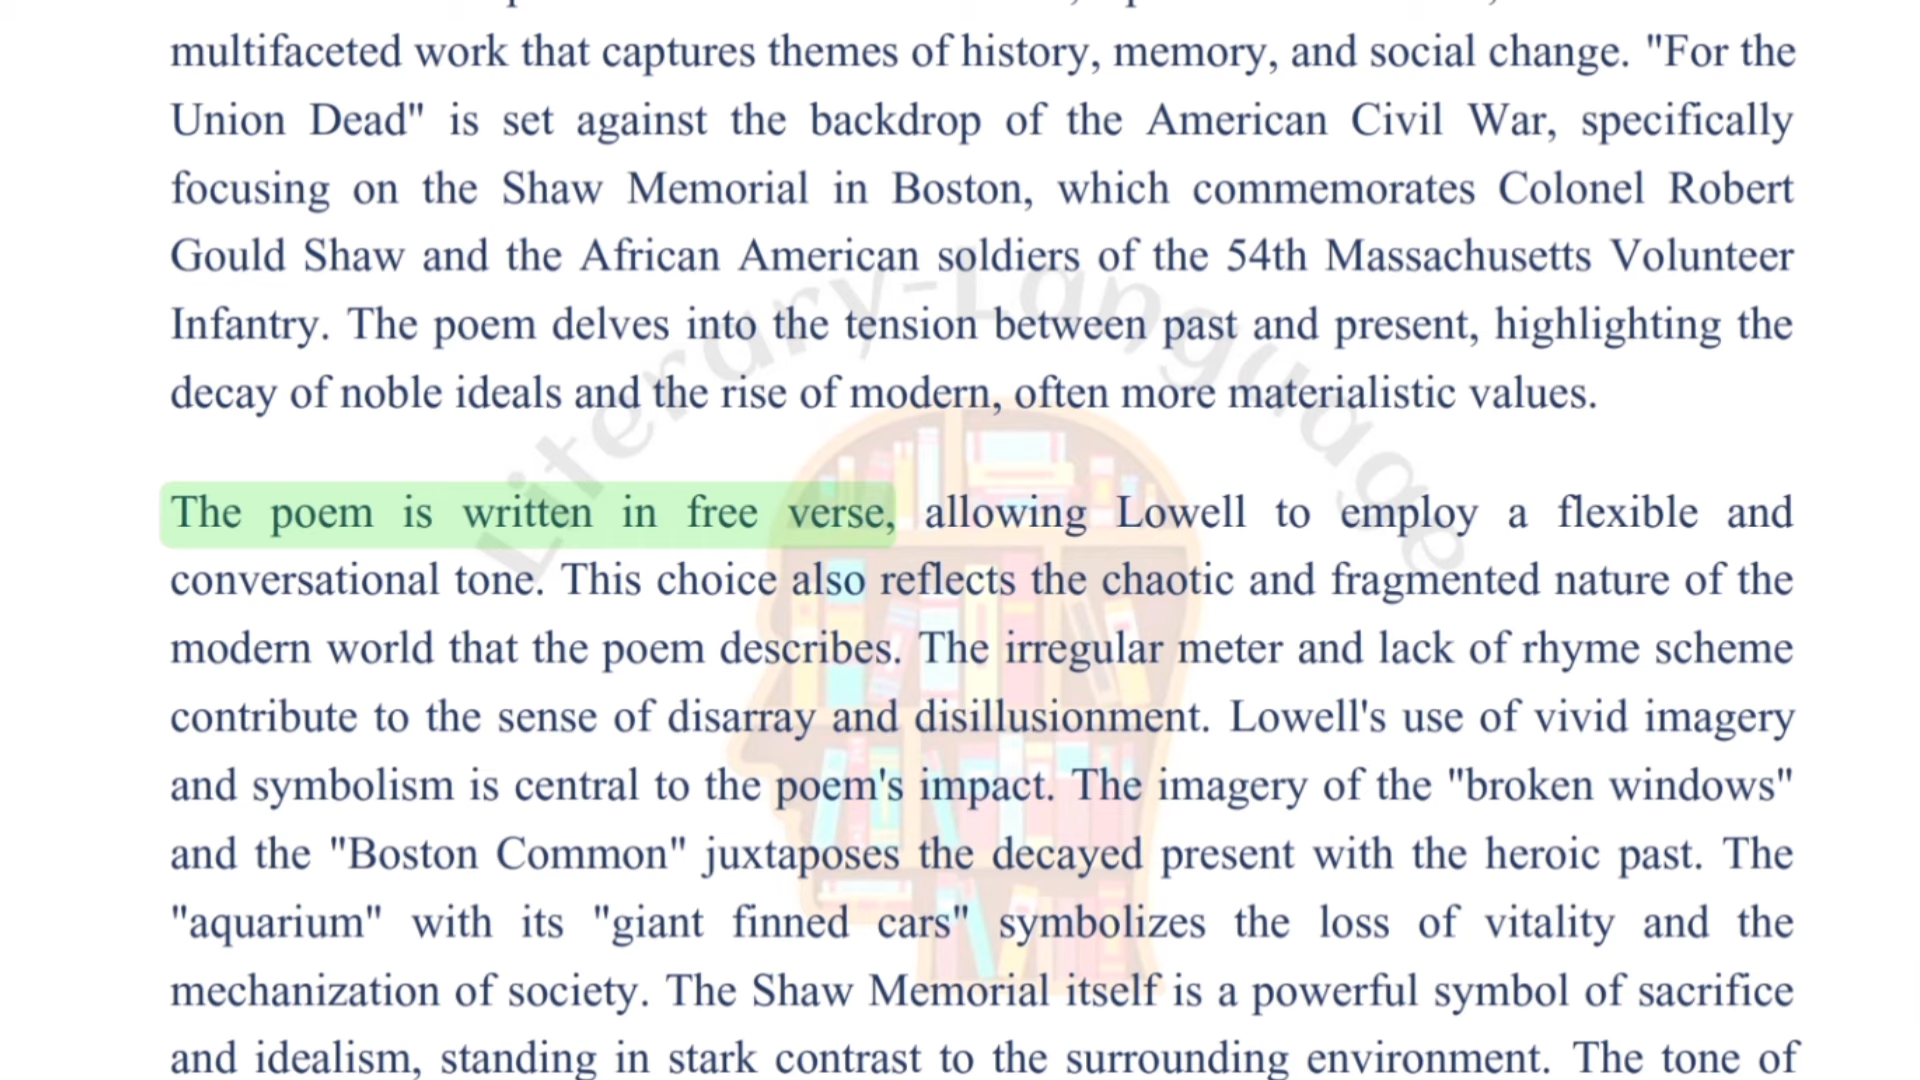 multifaceted work that captures themes of history, memory, and social change. "For the
Union Dead" is set against the backdrop of the American Civil War, specifically
focusing on the Shaw Memorial in Boston, which commemorates Colonel Robert
Gould Shaw and the African American soldiers of the 54th Massachusetts Volunteer
Infantry. The poem delves into the tension between past and present, highlighting the
decay of noble ideals and the rise of modern, often more materialistic values.
Literary-Language
The poem is written in free verse, allowing Lowell to employ a flexible and
conversational tone. This choice also reflects the chaotic and fragmented nature of the
modern world that the poem describes. The irregular meter and lack of rhyme scheme
contribute to the sense of disarray and disillusionment. Lowell's use of vivid imagery
and symbolism is central to the poem's impact. The imagery of the "broken windows"
and the "Boston Common" juxtaposes the decayed present with the heroic past. The
"aquarium" with its "giant finned cars" symbolizes the loss of vitality and the
mechanization of society. The Shaw Memorial itself is a powerful symbol of sacrifice
and idealism, standing in stark contrast to the surrounding environment. The tone of